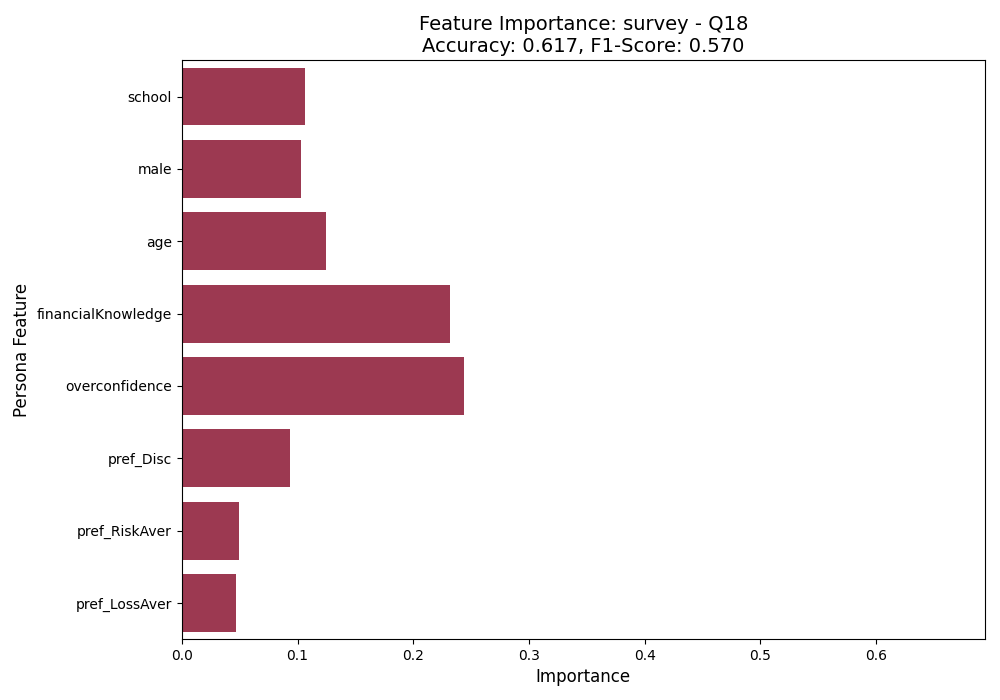 Feature Importance: survey - Q18
Accuracy: 0.617, F1-Score: 0.570
Persona Feature
school
male
age
financialKnowledge
overconfidence
pref_Disc
pref_RiskAver
pref_LossAver
0.0 0.1 0.2 0.3 0.4 0.5 0.6
Importance